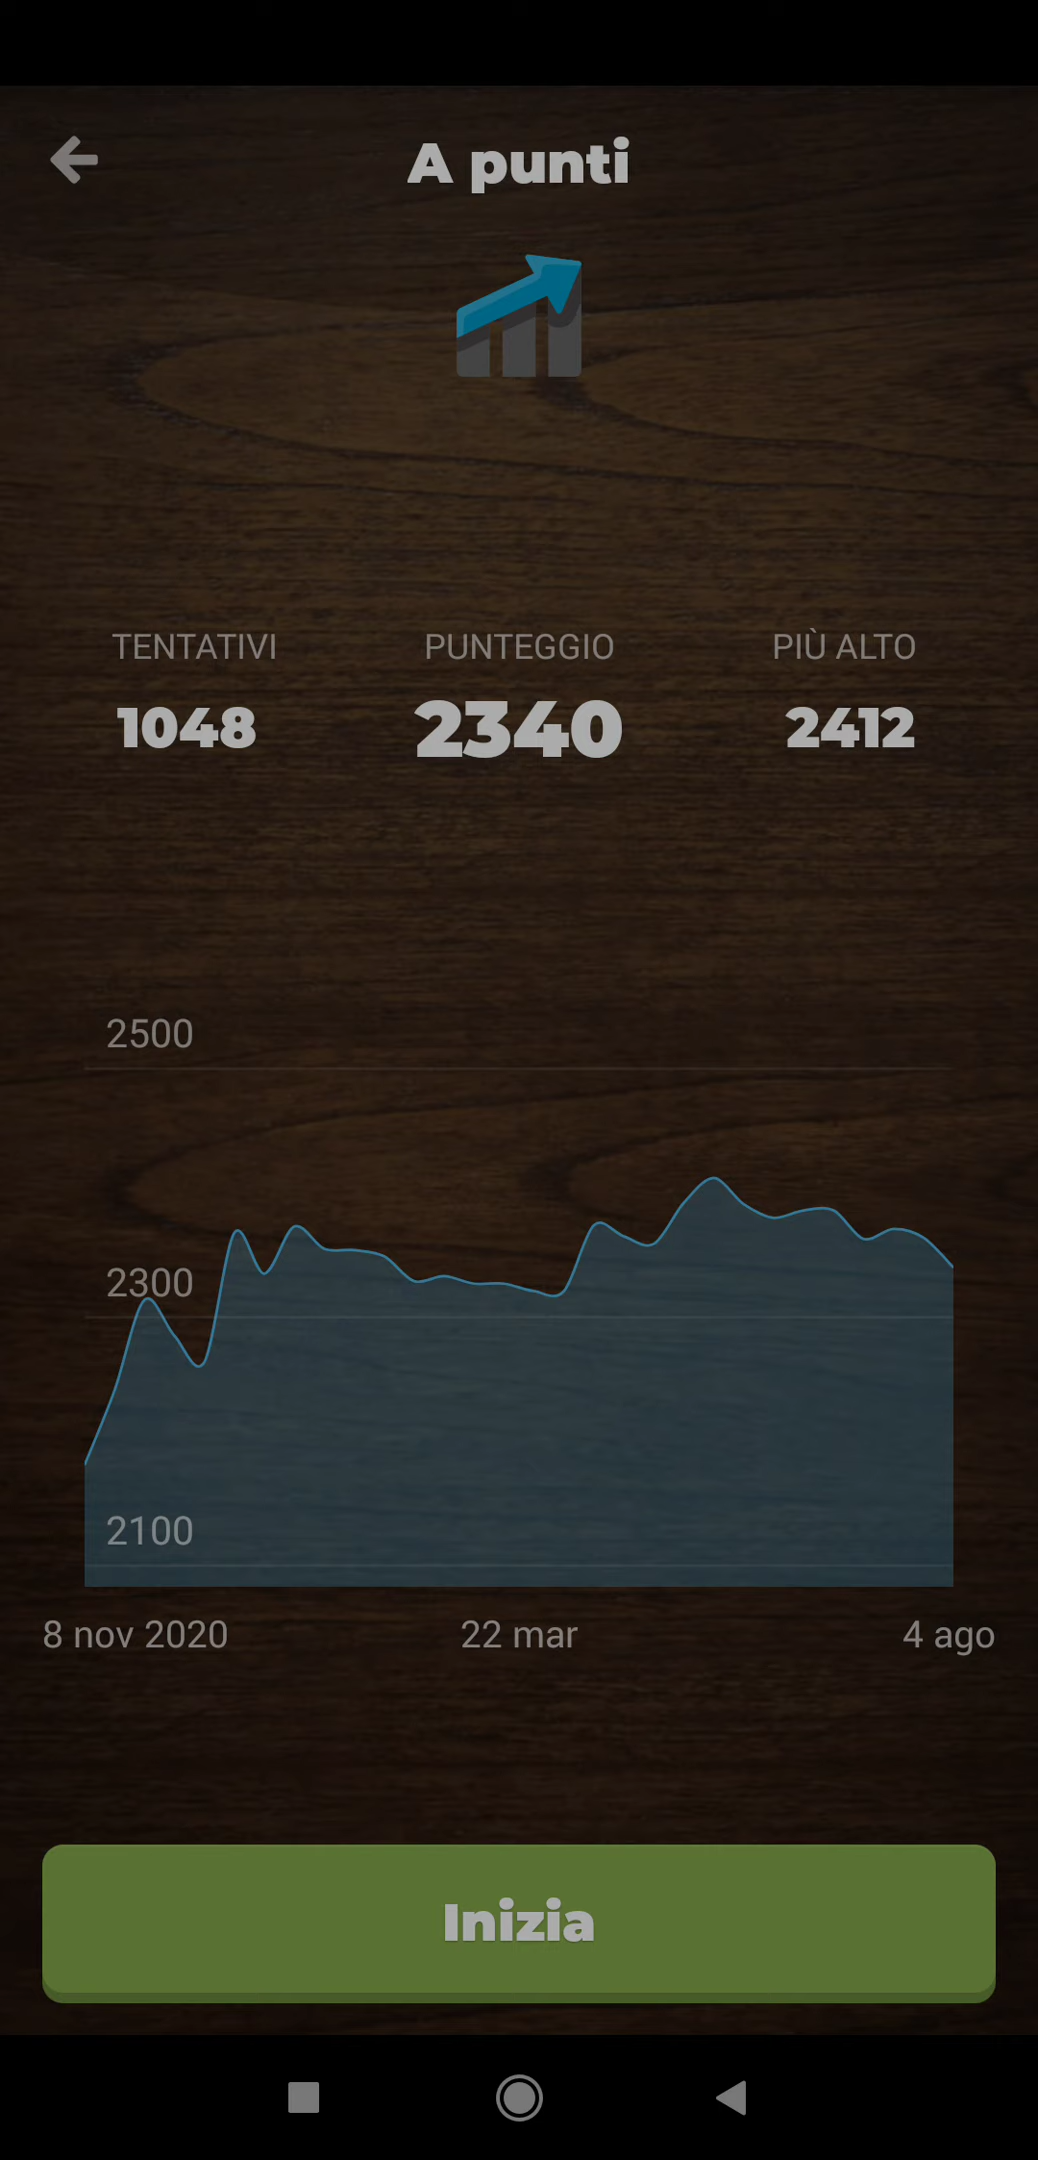 A punti
TENTATIVI PUNTEGGIO PIÙ ALTO
1048 2340 2412
2500
2300
2100
8 nov 2020 22 mar 4 ago
Inizia